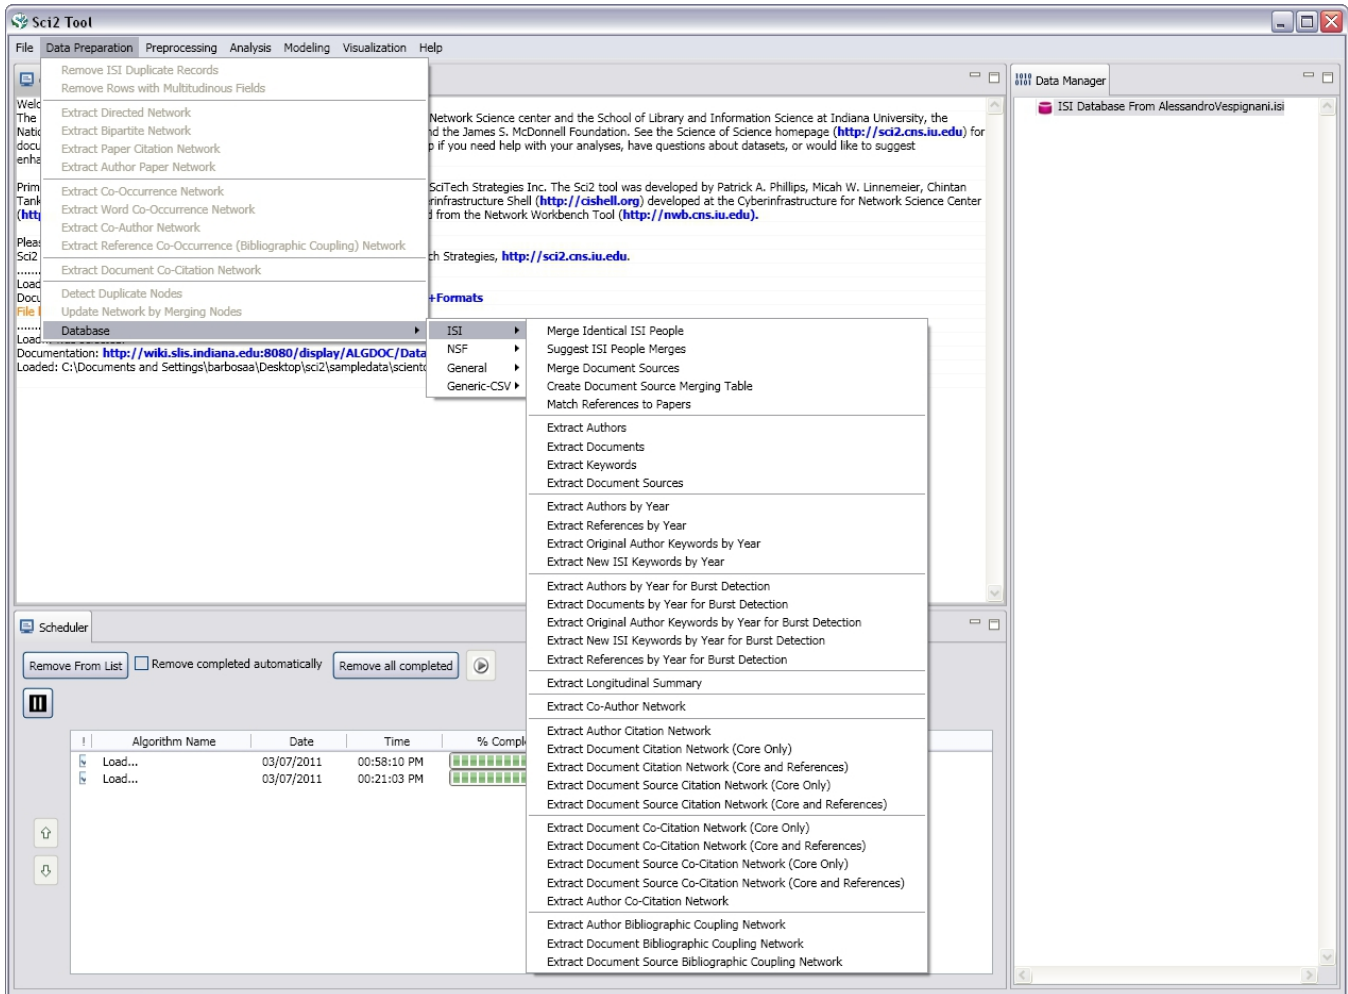 Sci2 Tool
File Data Preparation Preprocessing Analysis Modeling Visualization Help
Remove ISI Duplicate Records
Remove Rows with Multitudinous Fields
Extract Directed Network
Extract Bipartite Network
Extract Paper Citation Network
Extract Author Paper Network
Extract Co-Occurrence Network
Extract Word Co-Occurrence Network
Extract Co-Author Network
Extract Reference Co-Occurrence (Bibliographic Coupling) Network
Extract Document Co-Citation Network
Detect Duplicate Nodes
Update Network by Merging Nodes
Database
Welc
The
Network Science center and the School of Library and Information Science at Indiana University, the
Natic
nd the James S. McDonnell Foundation. See the Science of Science homepage (http://sci2.cns.iu.edu) for
docu
p if you need help with your analyses, have questions about datasets, or would like to suggest
enha
Prim
SciTech Strategies Inc. The Sci2 tool was developed by Patrick A. Phillips, Micah W. Linnemeier, Chintan
Tank
rinfrastructure Shell (http://cishell.org) developed at the Cyberinfrastructure for Network Science Center
(http
d from the Network Workbench Tool (http://nwb.cns.iu.edu).
Pleas
Sci2
ch Strategies, http://sci2.cns.iu.edu.
..........
Load
Docu
+Formats
File l
..........
Load... was selected.
Documentation: http://wiki.slis.indiana.edu:8080/display/ALGDOC/Data
Loaded: C:\Documents and Settings\barbosaa\Desktop\sci2\sampledata\sciento
ISI
NSF
General
Generic-CSV
Merge Identical ISI People
Suggest ISI People Merges
Merge Document Sources
Create Document Source Merging Table
Match References to Papers
Extract Authors
Extract Documents
Extract Keywords
Extract Document Sources
Extract Authors by Year
Extract References by Year
Extract Original Author Keywords by Year
Extract New ISI Keywords by Year
Extract Authors by Year for Burst Detection
Extract Documents by Year for Burst Detection
Extract Original Author Keywords by Year for Burst Detection
Extract New ISI Keywords by Year for Burst Detection
Extract References by Year for Burst Detection
Extract Longitudinal Summary
Extract Co-Author Network
Extract Author Citation Network
Extract Document Citation Network (Core Only)
Extract Document Citation Network (Core and References)
Extract Document Source Citation Network (Core Only)
Extract Document Source Citation Network (Core and References)
Extract Document Co-Citation Network (Core Only)
Extract Document Co-Citation Network (Core and References)
Extract Document Source Co-Citation Network (Core Only)
Extract Document Source Co-Citation Network (Core and References)
Extract Author Co-Citation Network
Extract Author Bibliographic Coupling Network
Extract Document Bibliographic Coupling Network
Extract Document Source Bibliographic Coupling Network
Data Manager
ISI Database From AlessandroVespignani.isi
Scheduler
Remove From List Remove completed automatically Remove all completed
! Algorithm Name Date Time % Compl
Load... 03/07/2011 00:58:10 PM
Load... 03/07/2011 00:21:03 PM